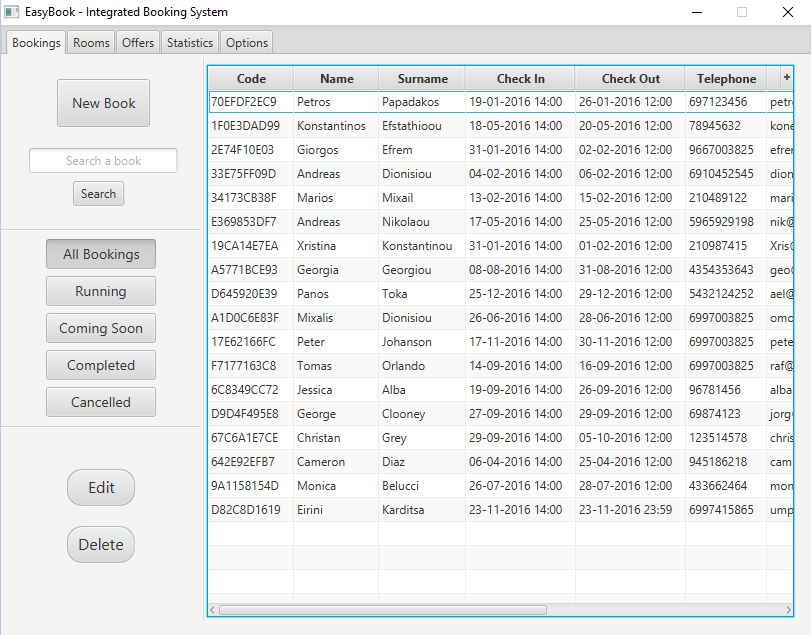 EasyBook - Integrated Booking System
Bookings Rooms Offers Statistics Options
New Book
Search a book
Search
All Bookings
Running
Coming Soon
Completed
Cancelled
Edit
Delete
Code Name Surname Check In Check Out Telephone +
70EFDF2EC9 Petros Papadakos 19-01-2016 14:00 26-01-2016 12:00 697123456 petr
1F0E3DAD99 Konstantinos Efstathioou 18-05-2016 14:00 20-05-2016 12:00 78945632 kone
2E74F10E03 Giorgos Efrem 31-01-2016 14:00 02-02-2016 12:00 9667003825 efrer
33E75FF09D Andreas Dionisiou 04-02-2016 14:00 06-02-2016 12:00 6910452545 dion
34173CB38F Marios Mixail 13-02-2016 14:00 15-02-2016 12:00 210489122 mari
E369853DF7 Andreas Nikolaou 17-05-2016 14:00 25-05-2016 12:00 5965929198 nik@
19CA14E7EA Xristina Konstantinou 31-01-2016 14:00 01-02-2016 12:00 210987415 Xris
A5771BCE93 Georgia Georgiou 08-08-2016 14:00 31-08-2016 12:00 4354353643 geo
D645920E39 Panos Toka 25-12-2016 14:00 29-12-2016 12:00 5432124252 ael@
A1D0C6E83F Mixalis Dionisiou 26-06-2016 14:00 28-06-2016 12:00 6997003825 omo
17E62166FC Peter Johanson 17-11-2016 14:00 30-11-2016 12:00 6997003825 pete
F7177163C8 Tomas Orlando 14-09-2016 14:00 16-09-2016 12:00 6997003825 raf@
6C8349CC72 Jessica Alba 19-09-2016 14:00 26-09-2016 12:00 96781456 alba
D9D4F495E8 George Clooney 27-09-2016 14:00 29-09-2016 12:00 69874123 jorg
67C6A1E7CE Christan Grey 29-09-2016 14:00 05-10-2016 12:00 123514578 chris
642E92EFB7 Cameron Diaz 06-04-2016 14:00 25-04-2016 12:00 945186218 cam
9A1158154D Monica Belucci 26-07-2016 14:00 28-07-2016 12:00 433662464 mon
D82C8D1619 Eirini Karditsa 23-11-2016 14:00 23-11-2016 23:59 6997415865 ump